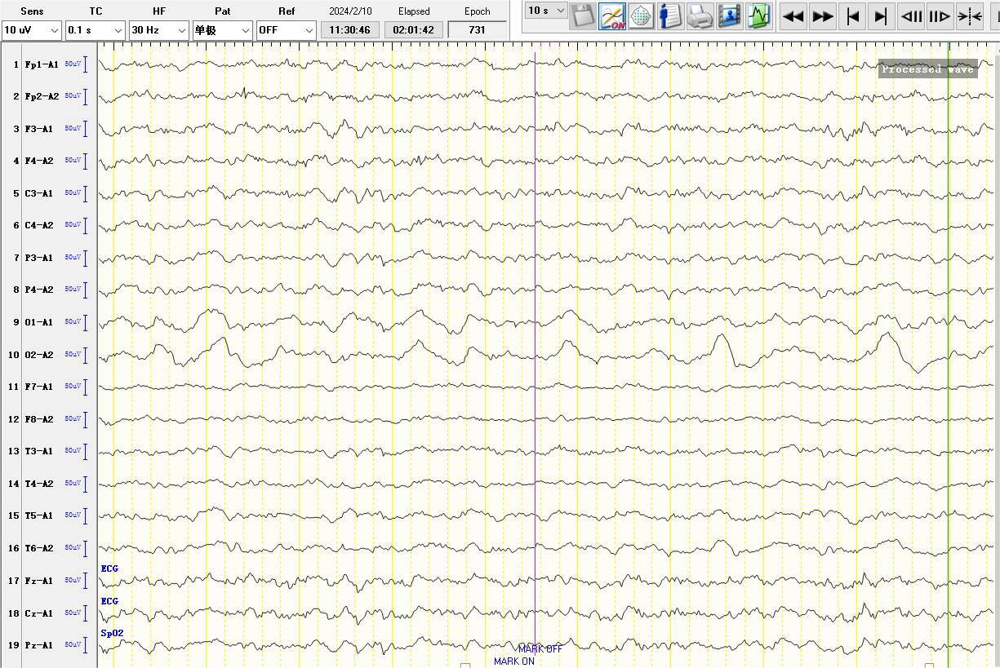 Sens TC HF Pat Ref 2024/2/10 Elapsed Epoch
10 uV 0.1 s 30 Hz 单极 OFF 11:30:46 02:01:42 731
10 s
ON
Processed wave
1 Fp1-A1 50uV
2 Fp2-A2 50uV
3 F3-A1 50uV
4 F4-A2 50uV
5 C3-A1 50uV
6 C4-A2 50uV
7 P3-A1 50uV
8 P4-A2 50uV
9 O1-A1 50uV
10 O2-A2 50uV
11 F7-A1 50uV
12 F8-A2 50uV
13 T3-A1 50uV
14 T4-A2 50uV
15 T5-A1 50uV
16 T6-A2 50uV
ECG
17 Fz-A1 50uV
ECG
18 Cz-A1 50uV
SpO2
19 Pz-A1 50uV
MARK OFF
MARK ON